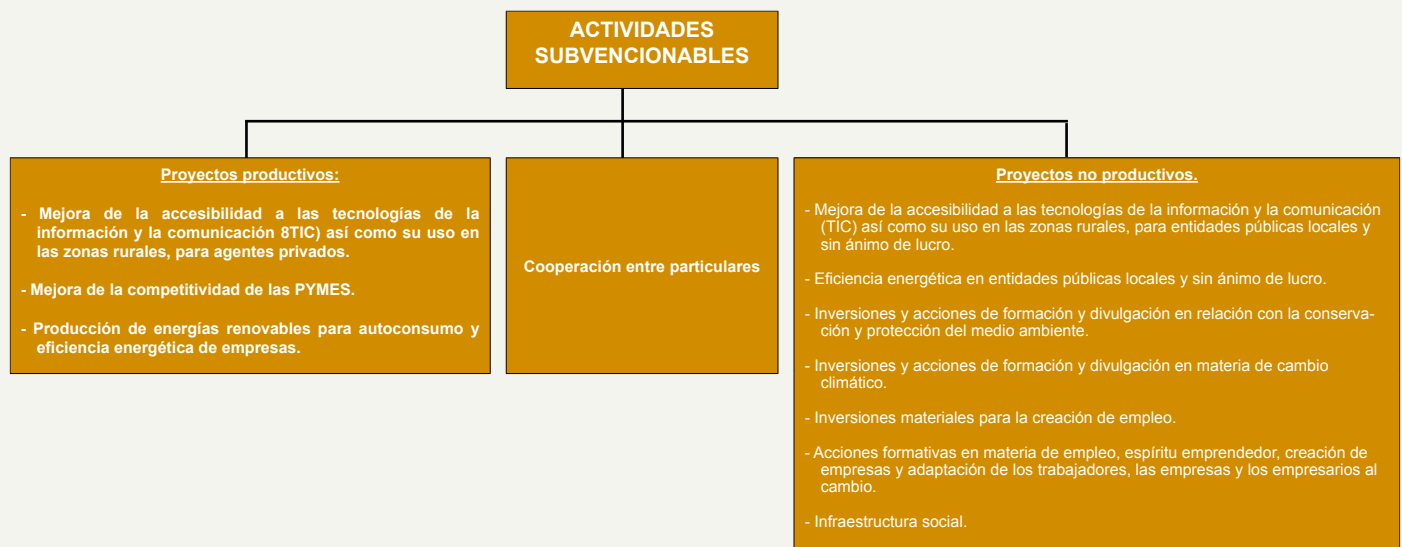 ACTIVIDADES
SUBVENCIONABLES
Proyectos productivos:
- Mejora de la accesibilidad a las tecnologías de la
información y la comunicación 8TIC) así como su uso en
las zonas rurales, para agentes privados.
- Mejora de la competitividad de las PYMES.
- Producción de energías renovables para autoconsumo y
eficiencia energética de empresas.
Cooperación entre particulares
Proyectos no productivos.
- Mejora de la accesibilidad a las tecnologías de la información y la comunicación
(TIC) así como su uso en las zonas rurales, para entidades públicas locales y
sin ánimo de lucro.
- Eficiencia energética en entidades públicas locales y sin ánimo de lucro.
- Inversiones y acciones de formación y divulgación en relación con la conserva-
ción y protección del medio ambiente.
- Inversiones y acciones de formación y divulgación en materia de cambio
climático.
- Inversiones materiales para la creación de empleo.
- Acciones formativas en materia de empleo, espíritu emprendedor, creación de
empresas y adaptación de los trabajadores, las empresas y los empresarios al
cambio.
- Infraestructura social.